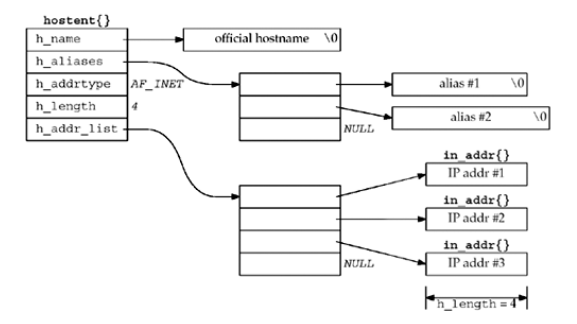 hostent{}
h_name
official hostname \0
h_aliases
h_addrtype AF_INET
alias #1 \0
h_length 4
alias #2 \0
h_addr_list
NULL
in_addr{}
IP addr #1
in_addr{}
IP addr #2
in_addr{}
NULL
IP addr #3
h_length = 4